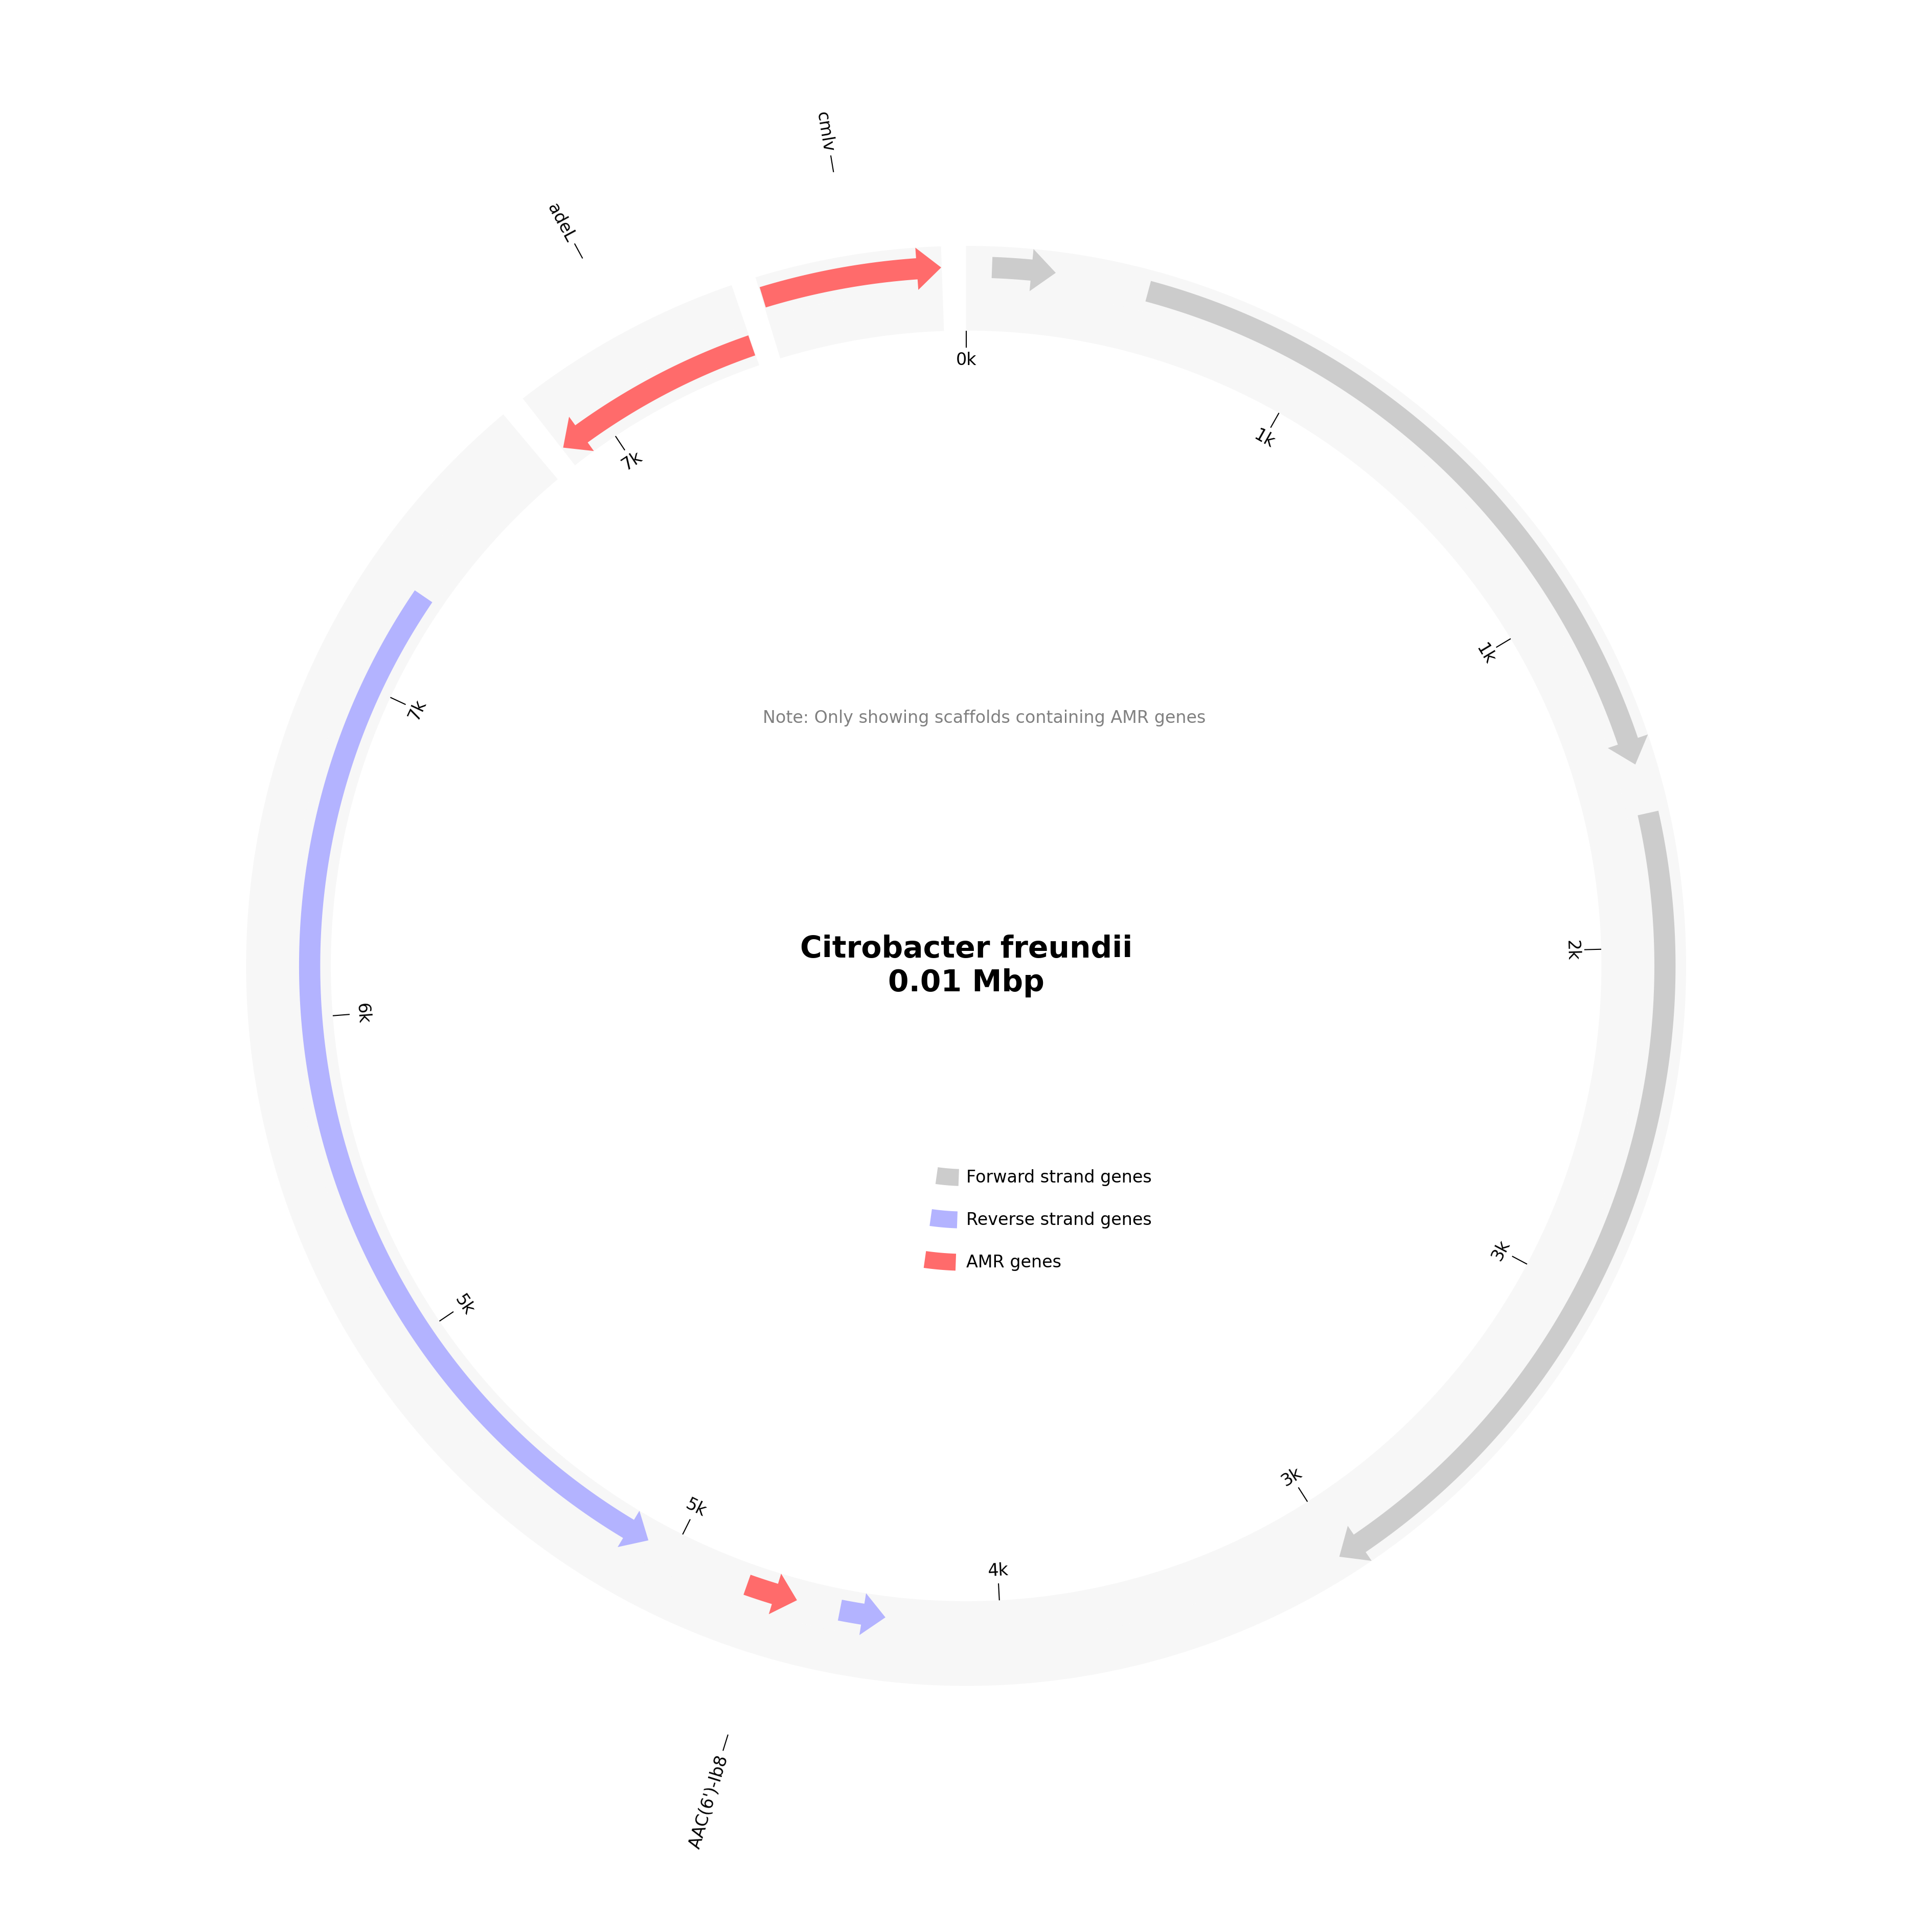 cmlv
adeL
0k
1k
7k
1k
7k
Note: Only showing scaffolds containing AMR genes
Citrobacter freundii
0.01 Mbp
2k
6k
Forward strand genes
Reverse strand genes
AMR genes
3k
5k
3k
5k
4k
AAC(6')-Ib8